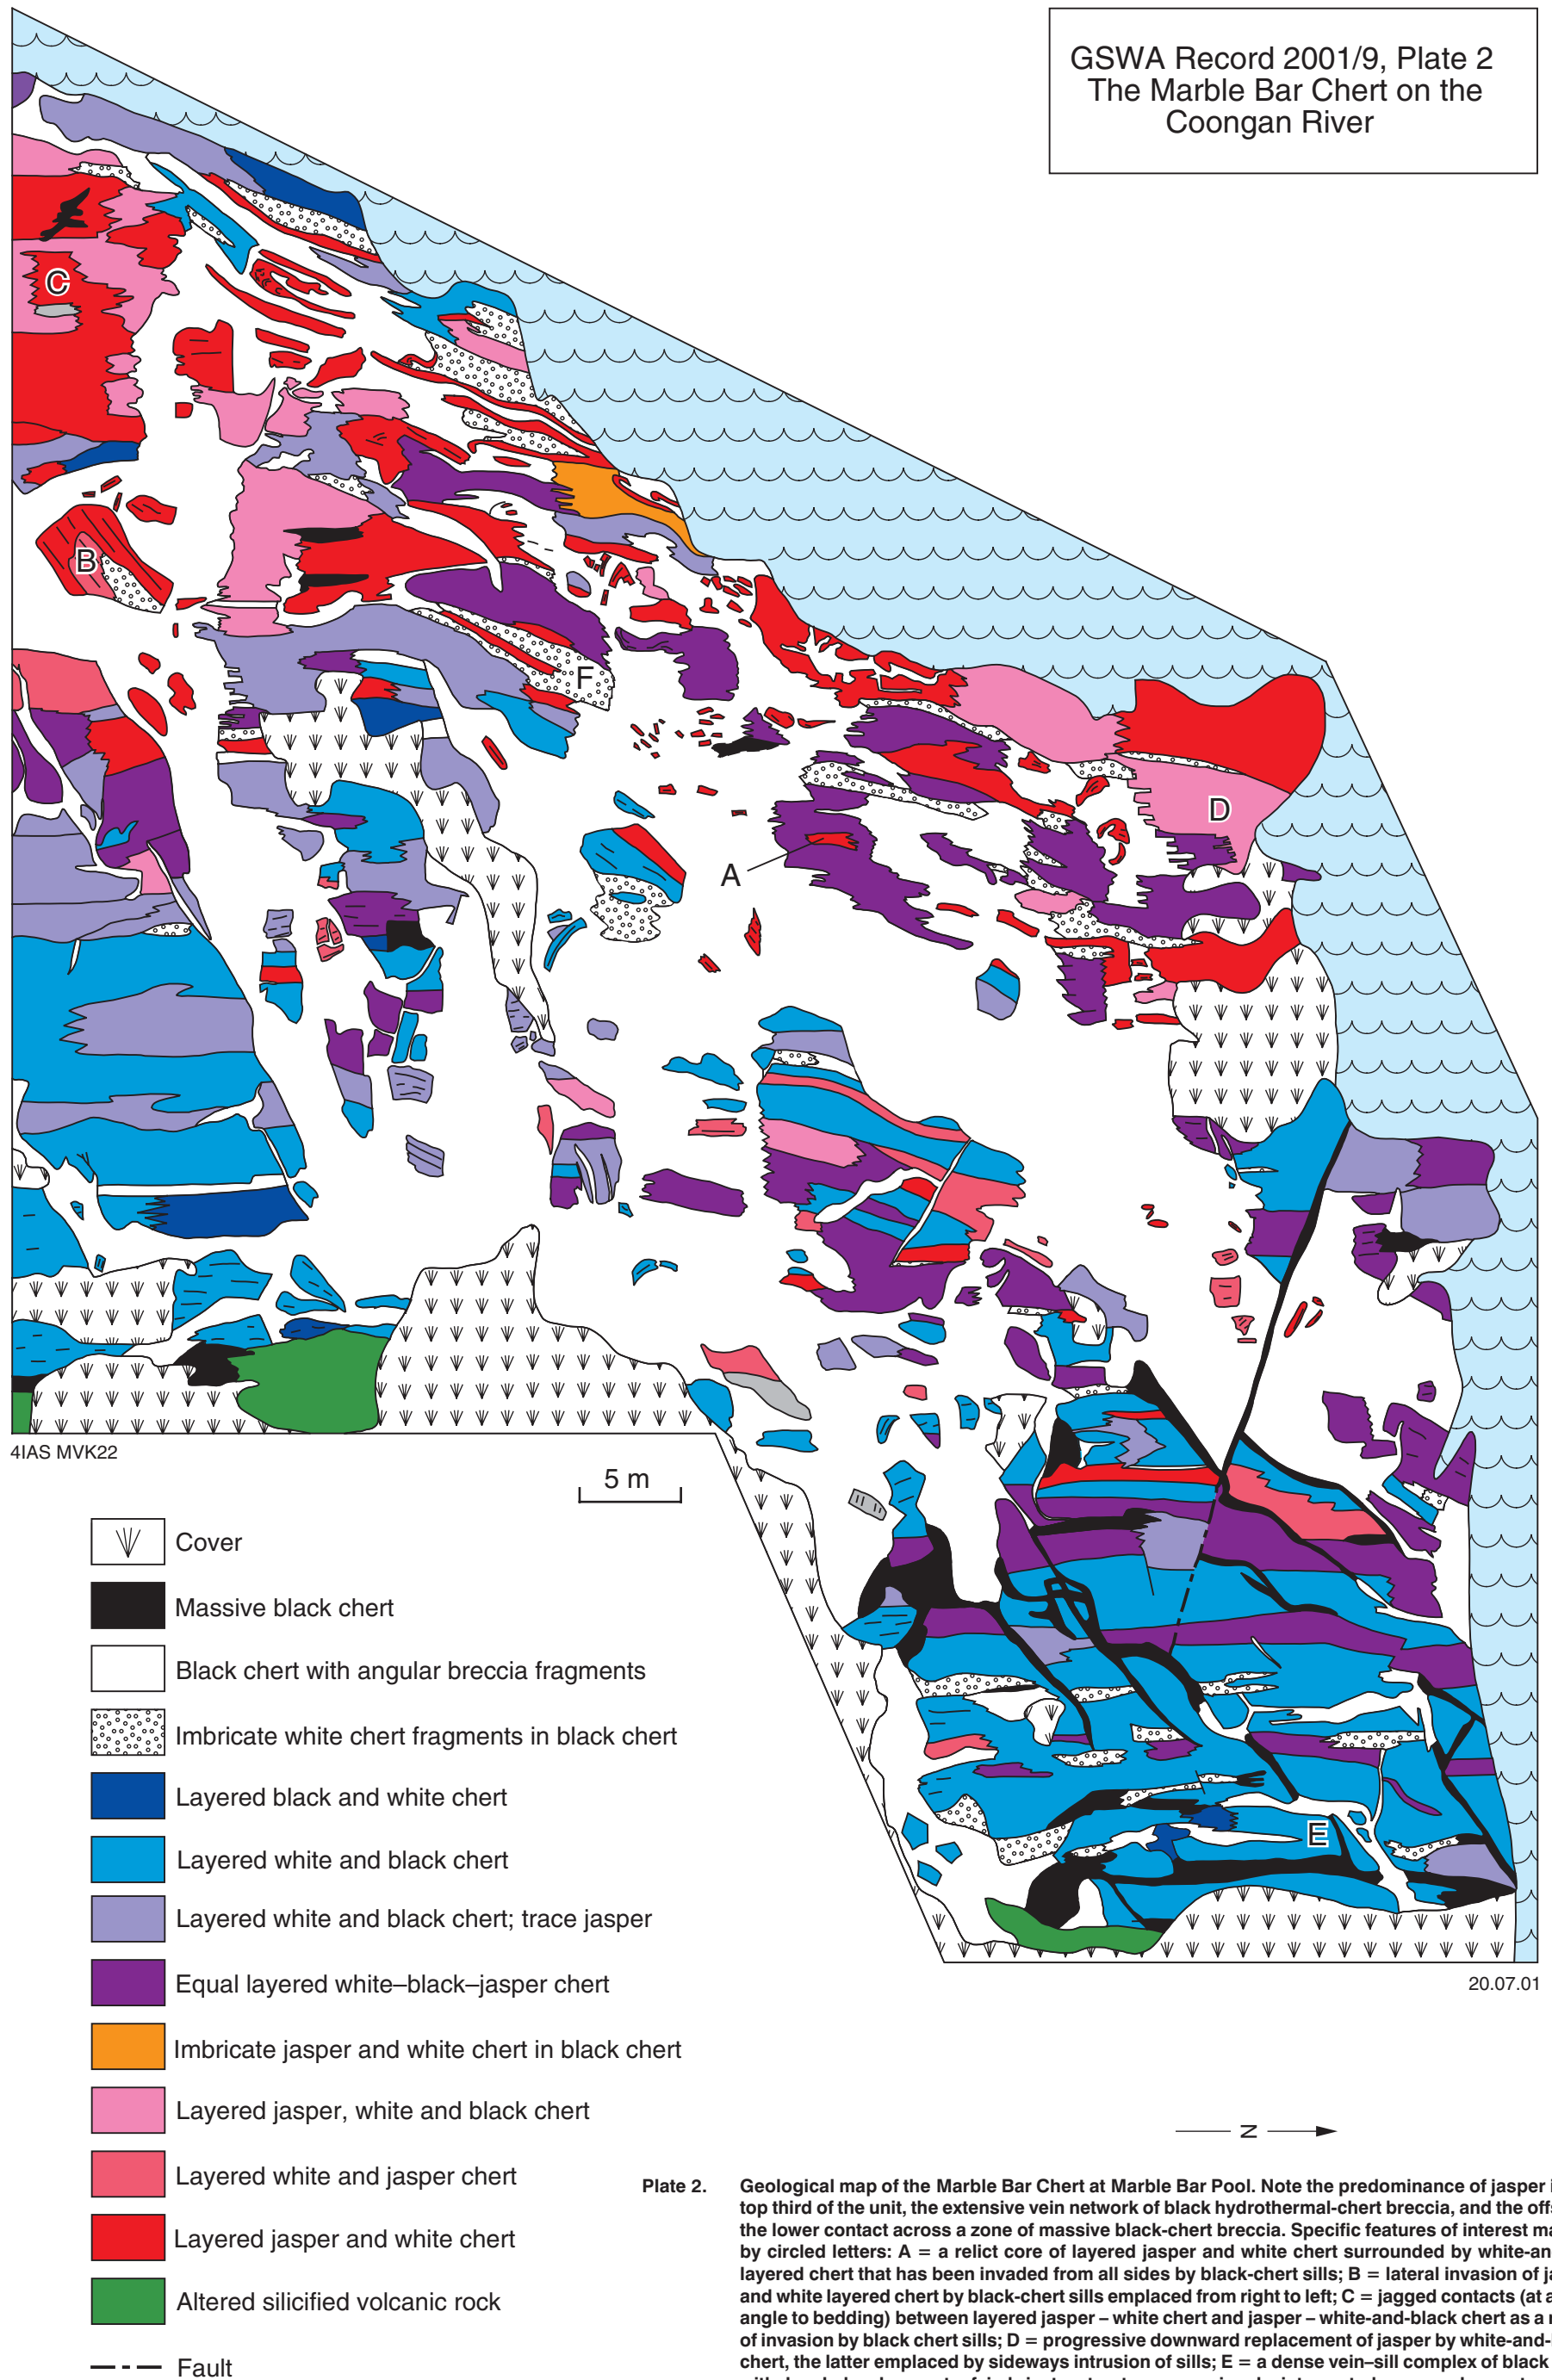 GSWA Record 2001/9, Plate 2
The Marble Bar Chert on the
Coongan River
C
B
F
D
A
E
4IAS MVK22
5 m
20.07.01
Cover
Massive black chert
Black chert with angular breccia fragments
Imbricate white chert fragments in black chert
Layered black and white chert
Layered white and black chert
Layered white and black chert; trace jasper
Equal layered white–black–jasper chert
Imbricate jasper and white chert in black chert
Layered jasper, white and black chert
Layered white and jasper chert
Layered jasper and white chert
Altered silicified volcanic rock
Fault
N
Plate 2. Geological map of the Marble Bar Chert at Marble Bar Pool. Note the predominance of jasper
top third of the unit, the extensive vein network of black hydrothermal-chert breccia, and the
the lower contact across a zone of massive black-chert breccia. Specific features of interest
by circled letters: A = a relict core of layered jasper and white chert surrounded by
layered chert that has been invaded from all sides by black-chert sills; B = lateral invasion of
and white layered chert by black-chert sills emplaced from right to left; C = jagged contacts (at
angle to bedding) between layered jasper – white chert and jasper – white-and-black chert as a
of invasion by black chert sills; D = progressive downward replacement of jasper by
chert, the latter emplaced by sideways intrusion of sills; E = a dense vein–sill complex of black